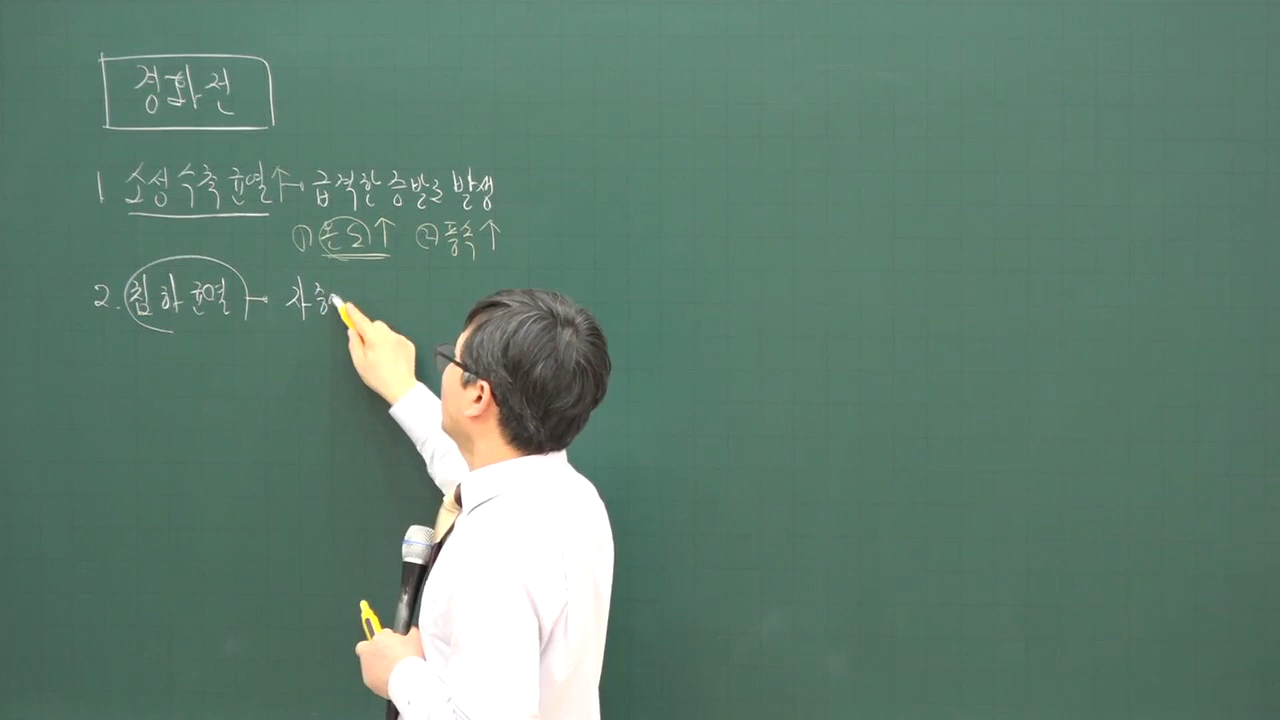 경화전
1 소성수축균열↑→ 급격한 증발로 발생
① 온도↑ ② 풍속↑
2. 침하균열→ 자중